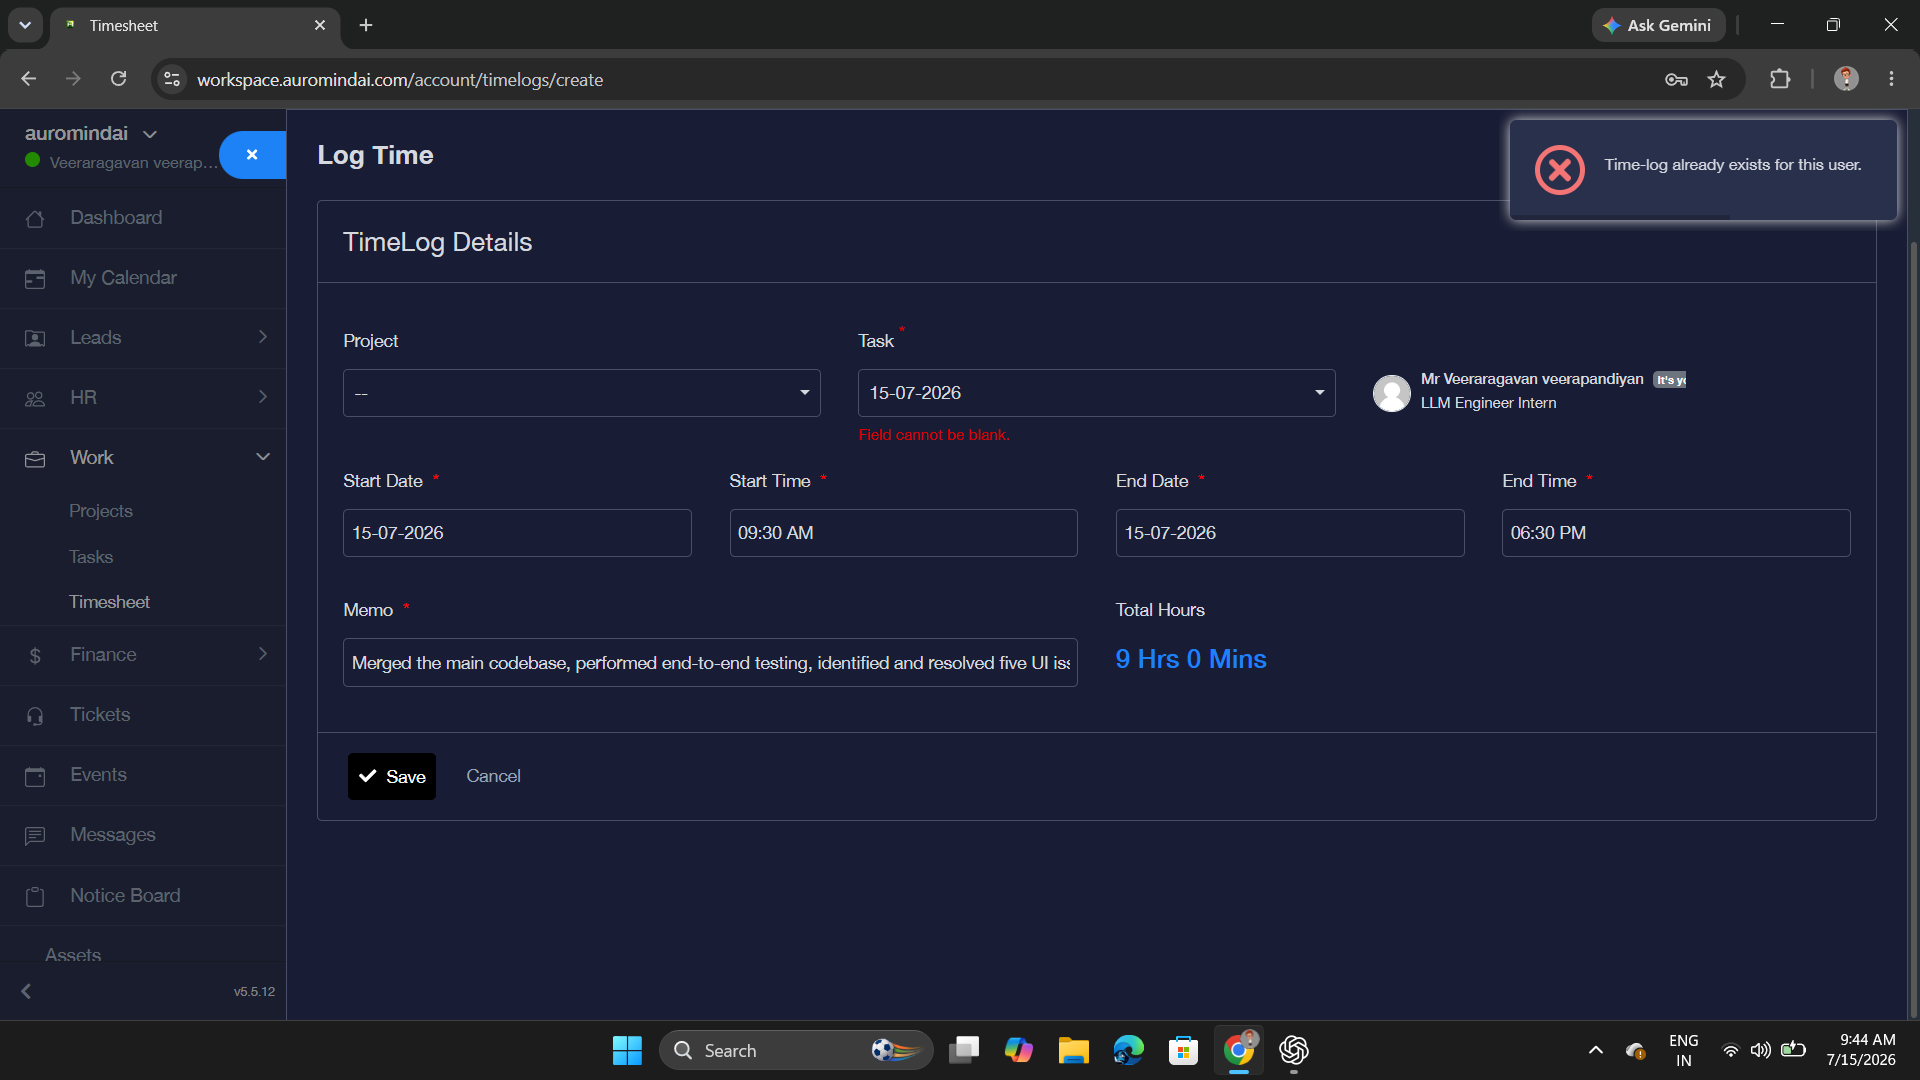 Timesheet
Ask Gemini
workspace.auromindai.com/account/timelogs/create
auromindai
Veeraragavan veerap...
Dashboard
My Calendar
Leads
HR
Work
Projects
Tasks
Timesheet
Finance
Tickets
Events
Messages
Notice Board
Assets
v5.5.12
Log Time
Time-log already exists for this user.
TimeLog Details
Project
Task *
--
15-07-2026
Field cannot be blank.
Mr Veeraragavan veerapandiyan It's yo
LLM Engineer Intern
Start Date *
Start Time *
End Date *
End Time *
15-07-2026
09:30 AM
15-07-2026
06:30 PM
Memo *
Total Hours
Merged the main codebase, performed end-to-end testing, identified and resolved five UI iss
9 Hrs 0 Mins
Save
Cancel
Search
ENG
IN
9:44 AM
7/15/2026